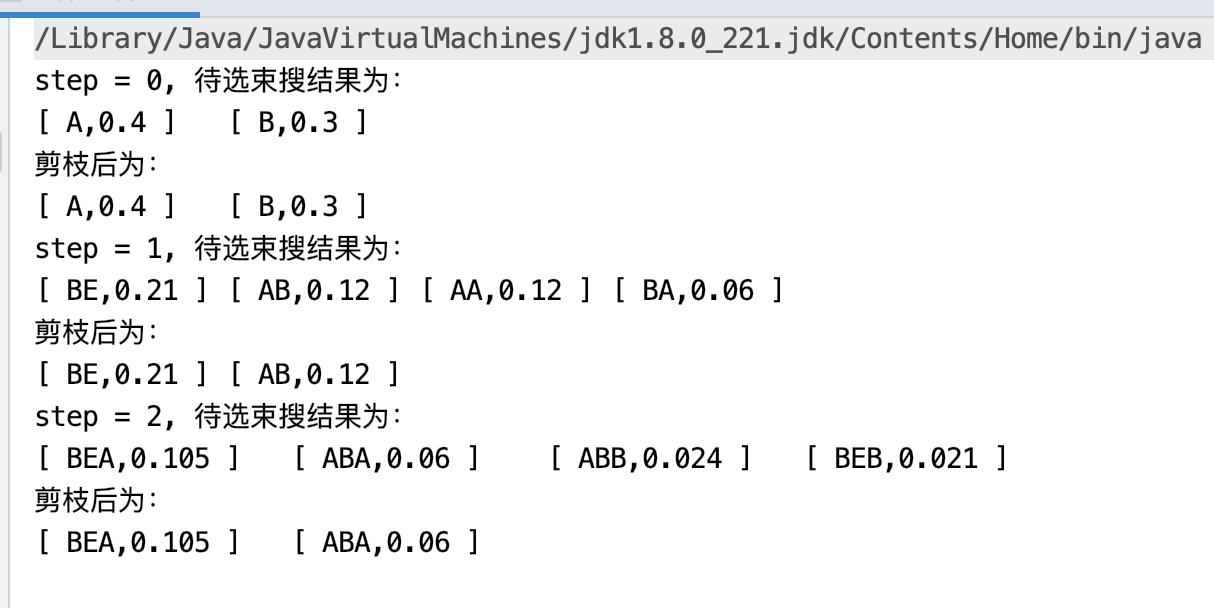 /Library/Java/JavaVirtualMachines/jdk1.8.0_221.jdk/Contents/Home/bin/java
step = 0, 待选束搜结果为:
[ A,0.4 ]   [ B,0.3 ]
剪枝后为:
[ A,0.4 ]   [ B,0.3 ]
step = 1, 待选束搜结果为:
[ BE,0.21 ] [ AB,0.12 ] [ AA,0.12 ] [ BA,0.06 ]
剪枝后为:
[ BE,0.21 ] [ AB,0.12 ]
step = 2, 待选束搜结果为:
[ BEA,0.105 ]   [ ABA,0.06 ]    [ ABB,0.024 ]   [ BEB,0.021 ]
剪枝后为:
[ BEA,0.105 ]   [ ABA,0.06 ]